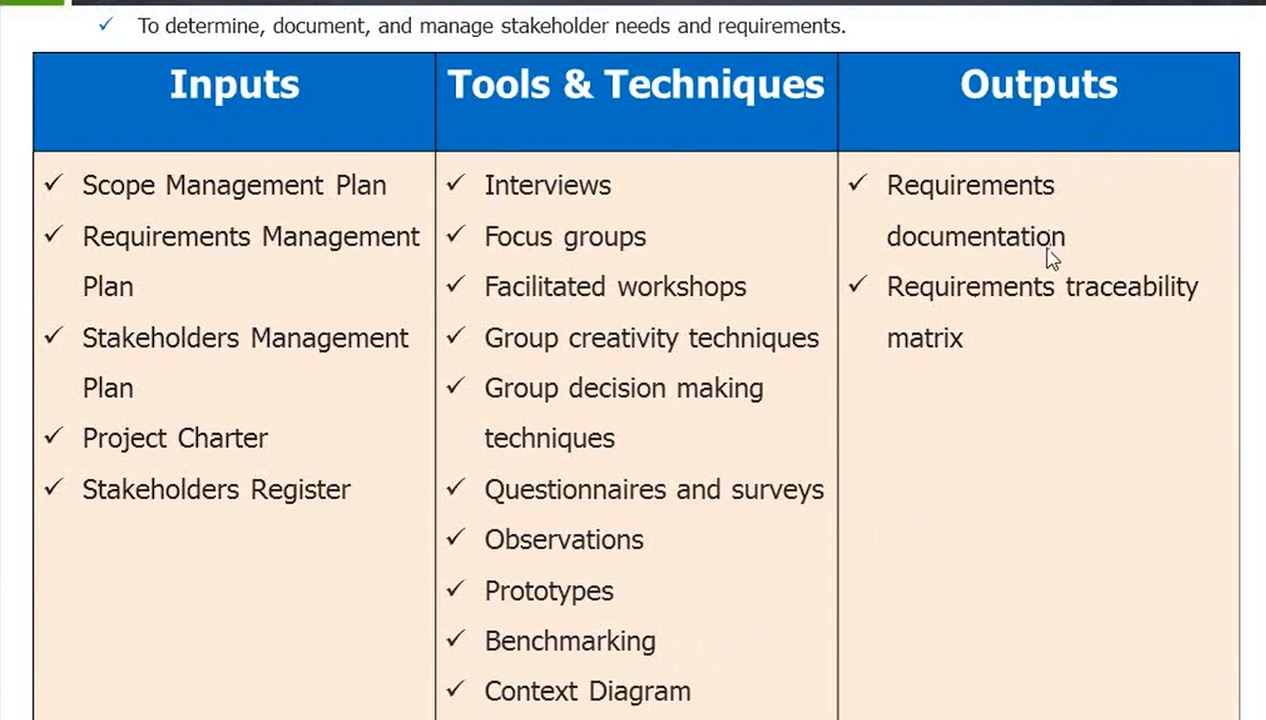 ✓ To determine, document, and manage stakeholder needs and requirements.
Inputs
Tools & Techniques
Outputs
✓ Scope Management Plan
✓ Requirements Management
Plan
✓ Stakeholders Management
Plan
✓ Project Charter
✓ Stakeholders Register
✓ Interviews
✓ Focus groups
✓ Facilitated workshops
✓ Group creativity techniques
✓ Group decision making
techniques
✓ Questionnaires and surveys
✓ Observations
✓ Prototypes
✓ Benchmarking
✓ Context Diagram
✓ Requirements
documentation
✓ Requirements traceability
matrix